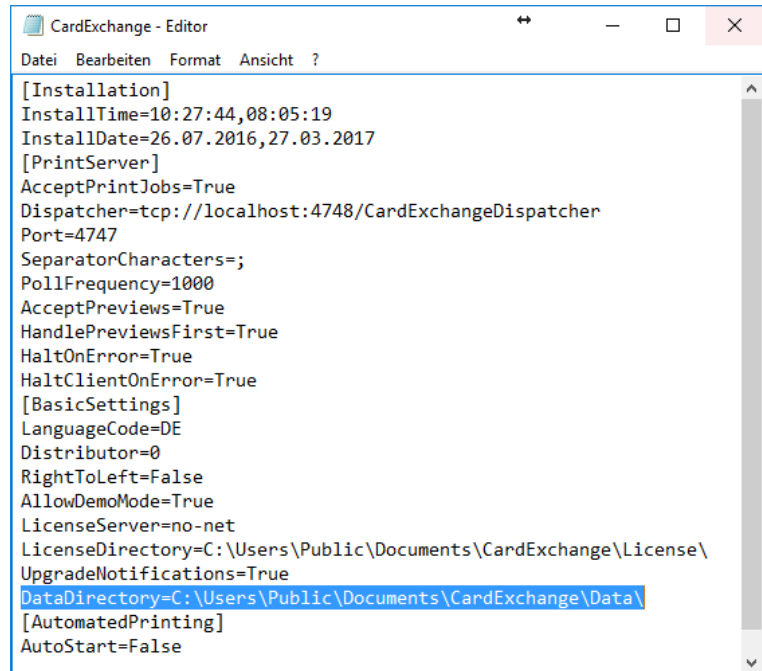 CardExchange - Editor
Datei Bearbeiten Format Ansicht ?
[Installation]
InstallTime=10:27:44,08:05:19
InstallDate=26.07.2016,27.03.2017
[PrintServer]
AcceptPrintJobs=True
Dispatcher=tcp://localhost:4748/CardExchangeDispatcher
Port=4747
SeparatorCharacters=;
PollFrequency=1000
AcceptPreviews=True
HandlePreviewsFirst=True
HaltOnError=True
HaltClientOnError=True
[BasicSettings]
LanguageCode=DE
Distributor=0
RightToLeft=False
AllowDemoMode=True
LicenseServer=no-net
LicenseDirectory=C:\Users\Public\Documents\CardExchange\License\
UpgradeNotifications=True
DataDirectory=C:\Users\Public\Documents\CardExchange\Data\
[AutomatedPrinting]
AutoStart=False